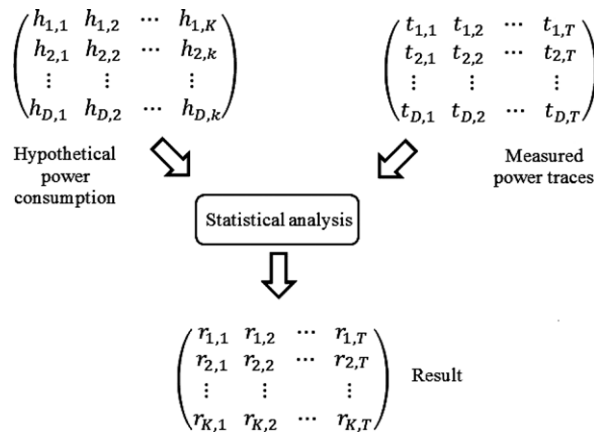 h1,1 h1,2 ⋯ h1,K
h2,1 h2,2 ⋯ h2,k
⋮ ⋮ ⋮
hD,1 hD,2 ⋯ hD,k
t1,1 t1,2 ⋯ t1,T
t2,1 t2,2 ⋯ t2,T
⋮ ⋮ ⋮
tD,1 tD,2 ⋯ tD,T
Hypothetical
power
consumption
Measured
power traces
Statistical analysis
r1,1 r1,2 ⋯ r1,T
r2,1 r2,2 ⋯ r2,T
⋮ ⋮ ⋮
rK,1 rK,2 ⋯ rK,T
Result